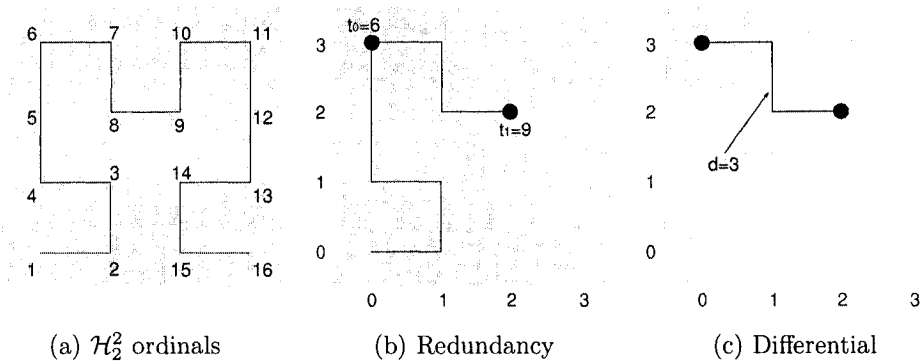 6 7 10 11
5 8 9 12
4 3 14 13
1 2 15 16
t0=6
3
2
t1=9
1
0
0 1 2 3
3
2
d=3
1
0
0 1 2 3
(a) ℋ₂² ordinals (b) Redundancy (c) Differential